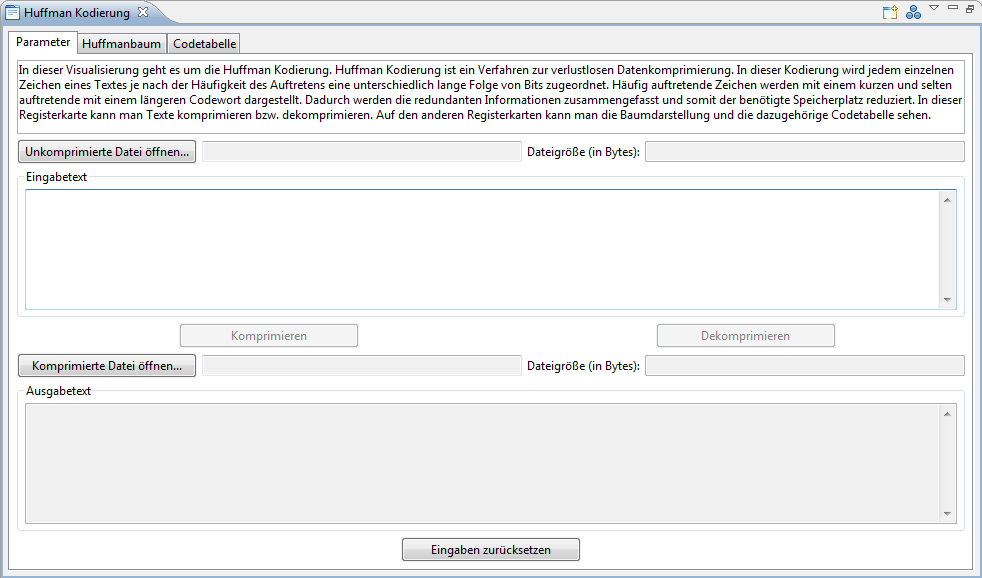 Huffman Kodierung
Parameter Huffmanbaum Codetabelle
In dieser Visualisierung geht es um die Huffman Kodierung. Huffman Kodierung ist ein Verfahren zur verlustlosen Datenkomprimierung. In dieser Kodierung wird jedem einzelnen
Zeichen eines Textes je nach der Häufigkeit des Auftretens eine unterschiedlich lange Folge von Bits zugeordnet. Häufig auftretende Zeichen werden mit einem kurzen und selten
auftretende mit einem längeren Codewort dargestellt. Dadurch werden die redundanten Informationen zusammengefasst und somit der benötigte Speicherplatz reduziert. In dieser
Registerkarte kann man Texte komprimieren bzw. dekomprimieren. Auf den anderen Registerkarten kann man die Baumdarstellung und die dazugehörige Codetabelle sehen.
Unkomprimierte Datei öffnen... Dateigröße (in Bytes):
Eingabetext
Komprimieren Dekomprimieren
Komprimierte Datei öffnen... Dateigröße (in Bytes):
Ausgabetext
Eingaben zurücksetzen